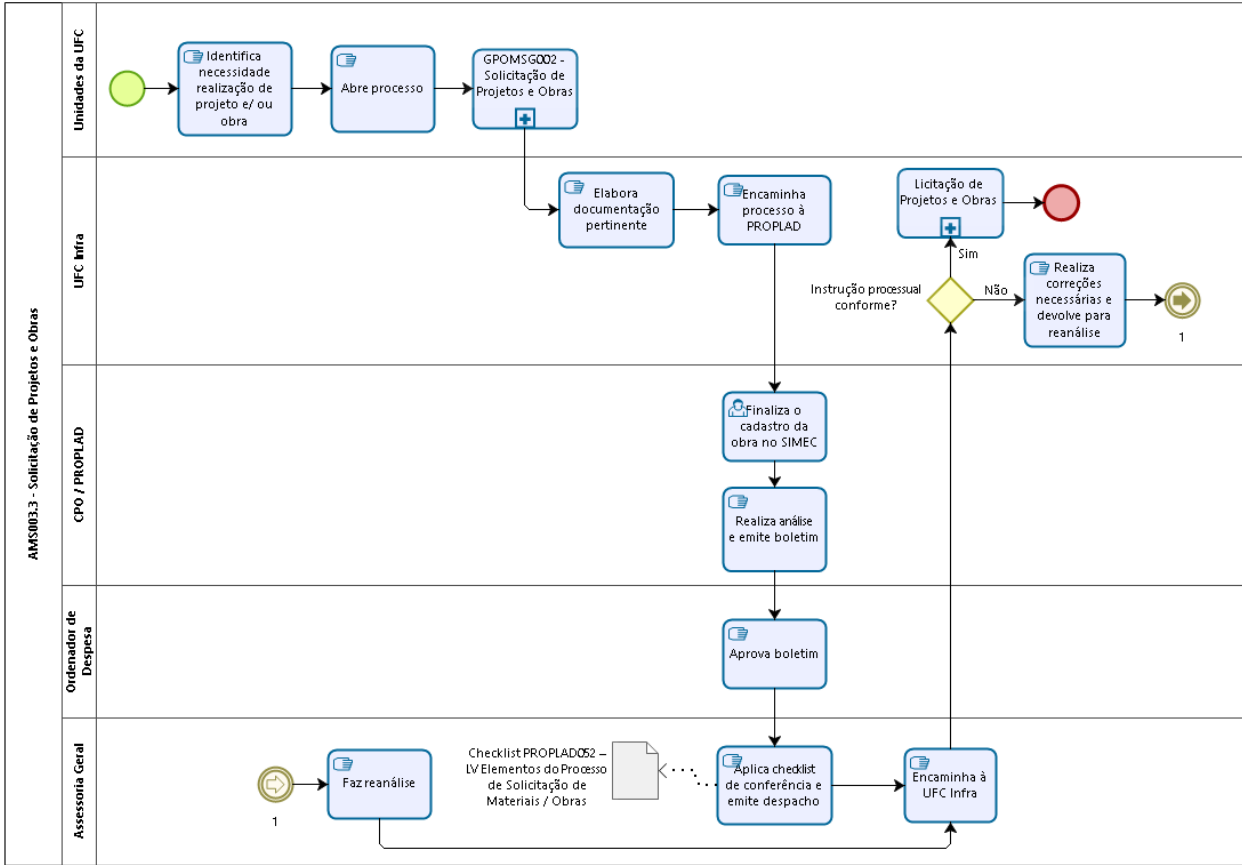 AMS003.3 - Solicitação de Projetos e Obras
Unidades da UFC
Identifica
necessidade
realização de
projeto e/ ou
obra
Abre processo
GPOMSG002 -
Solicitação de
Projetos e Obras
UFC Infra
Elabora
documentação
pertinente
Encaminha
processo à
PROPLAD
Licitação de
Projetos e Obras
Sim
Instrução processual
conforme?
Não
Realiza
correções
necessárias e
devolve para
reanálise
1
CPO / PROPLAD
Finaliza o
cadastro da
obra no SIMEC
Realiza análise
e emite boletim
Ordenador de
Despesa
Aprova boletim
Assessoria Geral
1
Faz reanálise
Checklist PROPLAD052 –
LV Elementos do Processo
de Solicitação de
Materiais / Obras
Aplica checklist
de conferência e
emite despacho
Encaminha à
UFC Infra